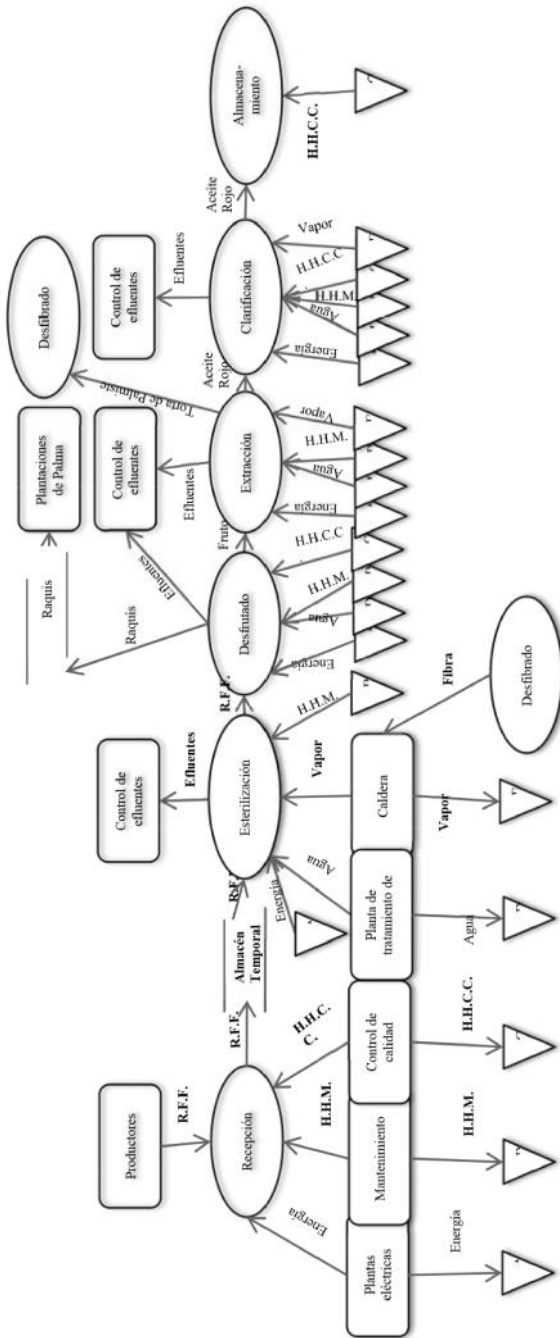 Productores
R.F.F.
Recepción
R.F.F.
Almacén
Temporal
R.F.
Energía
Control de
efluentes
Efluentes
Esterilización
R.F.F.
Raquis
Plantaciones
de Palma
Raquis
Efluentes
Control de
efluentes
Desfrutado
Fruto
Efluentes
Extracción
Torta de Palmiste
Desfibrado
Aceite
Rojo
Control de
efluentes
Efluentes
Clarificación
Aceite
Rojo
Almacena-
miento
H.H.C.C.
Energía
H.H.M.
H.H.C.
C.
Agua
Vapor
H.H.M.
Energía
Agua
H.H.M.
H.H.C.C
Energía
Agua
H.H.M.
Vapor
Energía
Agua
H.H.M.
H.H.C.C
Vapor
Plantas
eléctricas
Mantenimiento
Control de
calidad
Planta de
tratamiento de
Caldera
Fibra
Desfibrado
Energía
H.H.M.
H.H.C.C.
Agua
Vapor